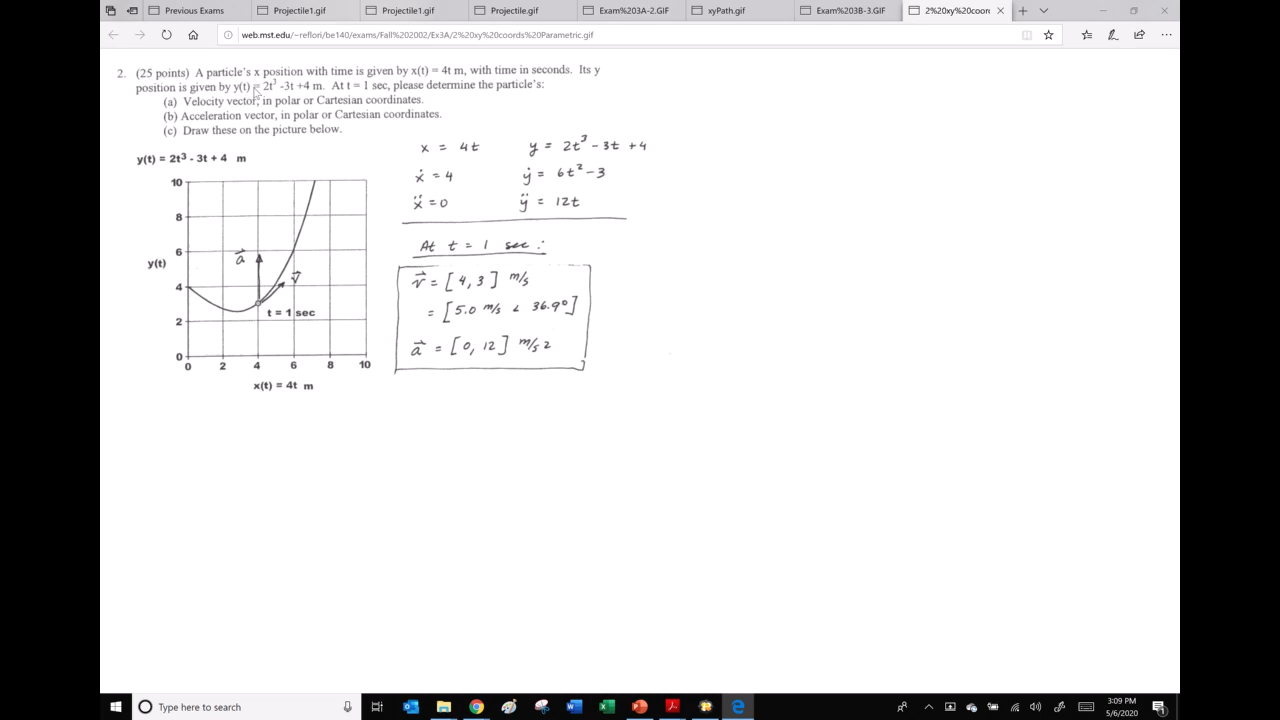 Previous Exams
Projectile1.gif
Projectile1.gif
Projectile.gif
Exam%203A-2.GIF
xyPath.gif
Exam%203B-3.GIF
2%20xy%20coorı
web.mst.edu/~reflori/be140/exams/Fall%202002/Ex3A/2%20xy%20coords%20Parametric.gif
2. (25 points) A particle's x position with time is given by x(t) = 4t m, with time in seconds. Its y
position is given by y(t) = 2t³ -3t +4 m. At t = 1 sec, please determine the particle's:
(a) Velocity vector, in polar or Cartesian coordinates.
(b) Acceleration vector, in polar or Cartesian coordinates.
(c) Draw these on the picture below.
x = 4t y = 2t³ - 3t + 4
y(t) = 2t³ - 3t + 4 m
ẋ = 4 ẏ = 6t² - 3
ẍ = 0 ÿ = 12t
At t = 1 sec :
v⃗ = [4, 3] m/s
= [5.0 m/s ∠ 36.9°]
a⃗ = [0, 12] m/s2
10
8
6
4
2
0
y(t)
a⃗
v⃗
t = 1 sec
0 2 4 6 8 10
x(t) = 4t m
Type here to search
3:09 PM
5/6/2020